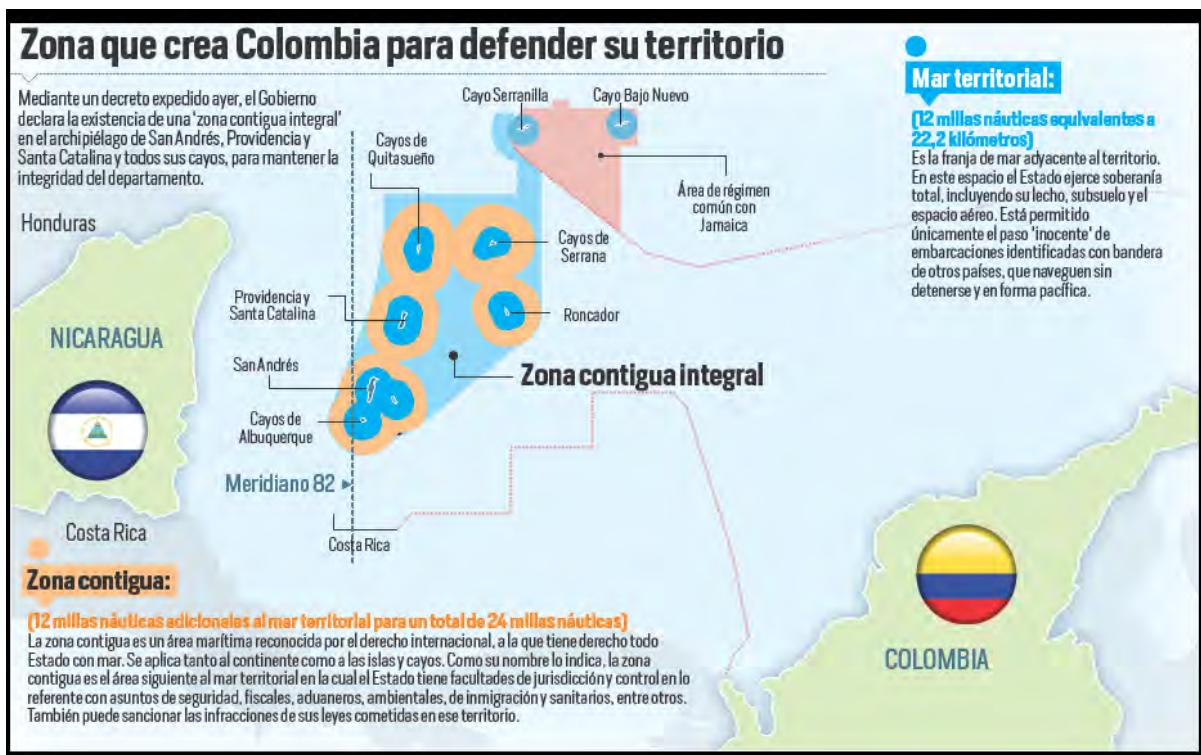 Zona que crea Colombia para defender su territorio
Mediante un decreto expedido ayer, el Gobierno
declara la existencia de una 'zona contigua integral'
en el archipiélago de San Andrés, Providencia y
Santa Catalina y todos sus cayos, para mantener la
integridad del departamento.
Mar territorial:
(12 millas náuticas equivalentes a
22,2 kilómetros)
Es la franja de mar adyacente al territorio.
En este espacio el Estado ejerce soberanía
total, incluyendo su lecho, subsuelo y el
espacio aéreo. Está permitido
únicamente el paso 'inocente' de
embarcaciones identificadas con bandera
de otros países, que naveguen sin
detenerse y en forma pacífica.
Cayo Serranilla
Cayo Bajo Nuevo
Cayos de
Quitasueño
Área de régimen
común con
Jamaica
Honduras
Cayos de
Serrana
Providencia y
Santa Catalina
Roncador
NICARAGUA
San Andrés
Zona contigua integral
Cayos de
Albuquerque
Meridiano 82
Costa Rica
Costa Rica
COLOMBIA
Zona contigua:
(12 millas náuticas adicionales al mar territorial para un total de 24 millas náuticas)
La zona contigua es un área marítima reconocida por el derecho internacional, a la que tiene derecho todo
Estado con mar. Se aplica tanto al continente como a las islas y cayos. Como su nombre lo indica, la zona
contigua es el área siguiente al mar territorial en la cual el Estado tiene facultades de jurisdicción y control en lo
referente con asuntos de seguridad, fiscales, aduaneros, ambientales, de inmigración y sanitarios, entre otros.
También puede sancionar las infracciones de sus leyes cometidas en ese territorio.